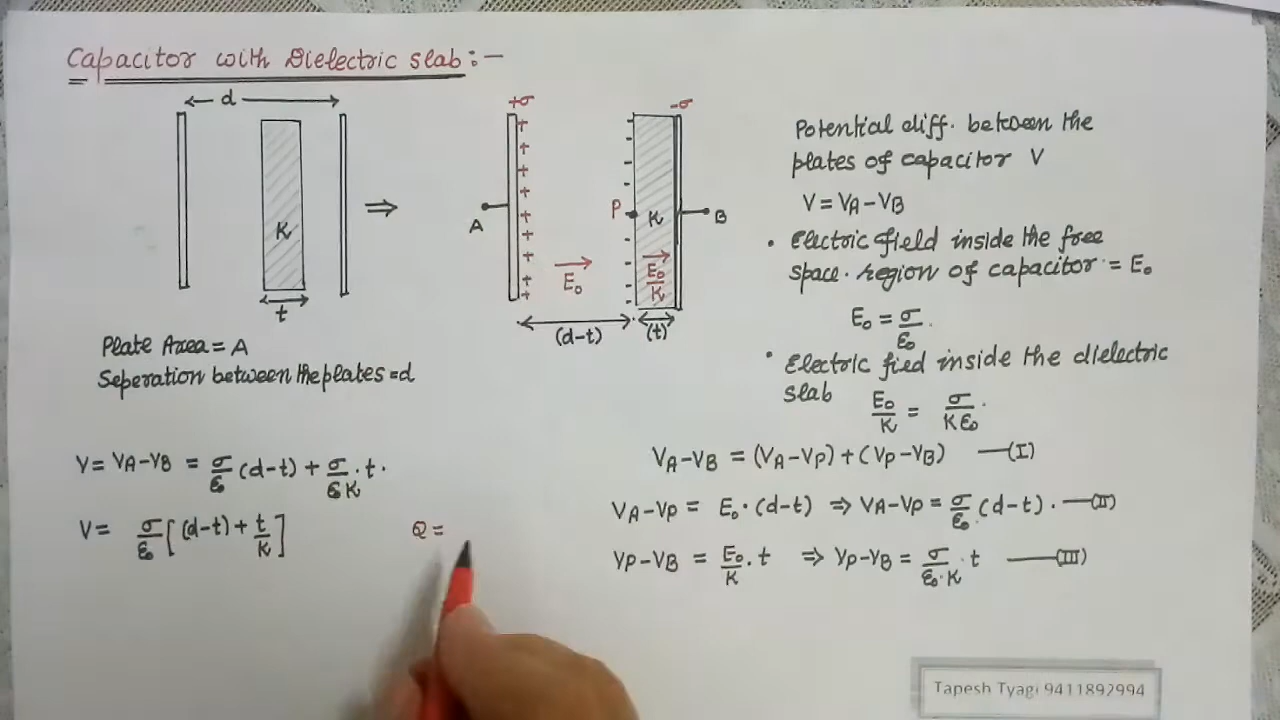 Capacitor with Dielectric slab:-
d
K
t
Plate Area = A
Seperation between the plates = d
+σ
-σ
A
P
K
B
E₀
E₀/K
(d-t)
(t)
Potential diff. between the
plates of capacitor V
V = VA - VB
• Electric field inside the free
space. region of capacitor = E₀
E₀ = σ/ε₀.
• Electric fied inside the dielectric
slab
E₀/K = σ/Kε₀.
V = VA - VB = σ/ε₀ (d-t) + σ/ε₀K . t.
V = σ/ε₀ [(d-t) + t/K]
Q =
VA - VB = (VA - VP) + (VP - VB) —(I)
VA - VP = E₀ . (d-t) ⇒ VA - VP = σ/ε₀ (d-t). —(II)
VP - VB = E₀/K . t ⇒ VP - VB = σ/ε₀.K . t —(III)
Tapesh Tyagi 9411892994